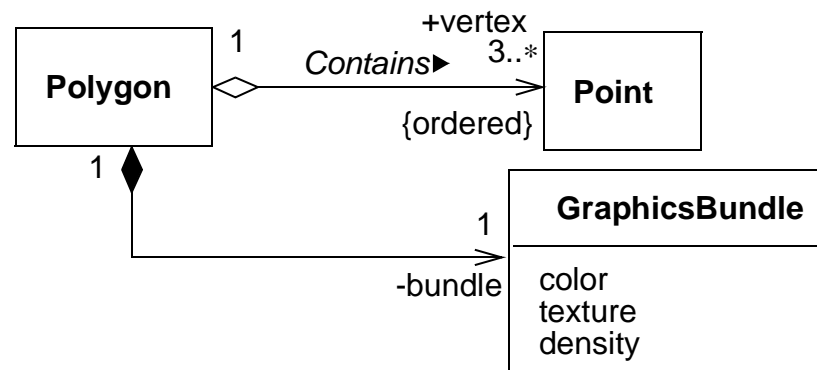 +vertex
1
3..*
Contains▶
Polygon
Point
{ordered}
1
GraphicsBundle
1
-bundle
color
texture
density